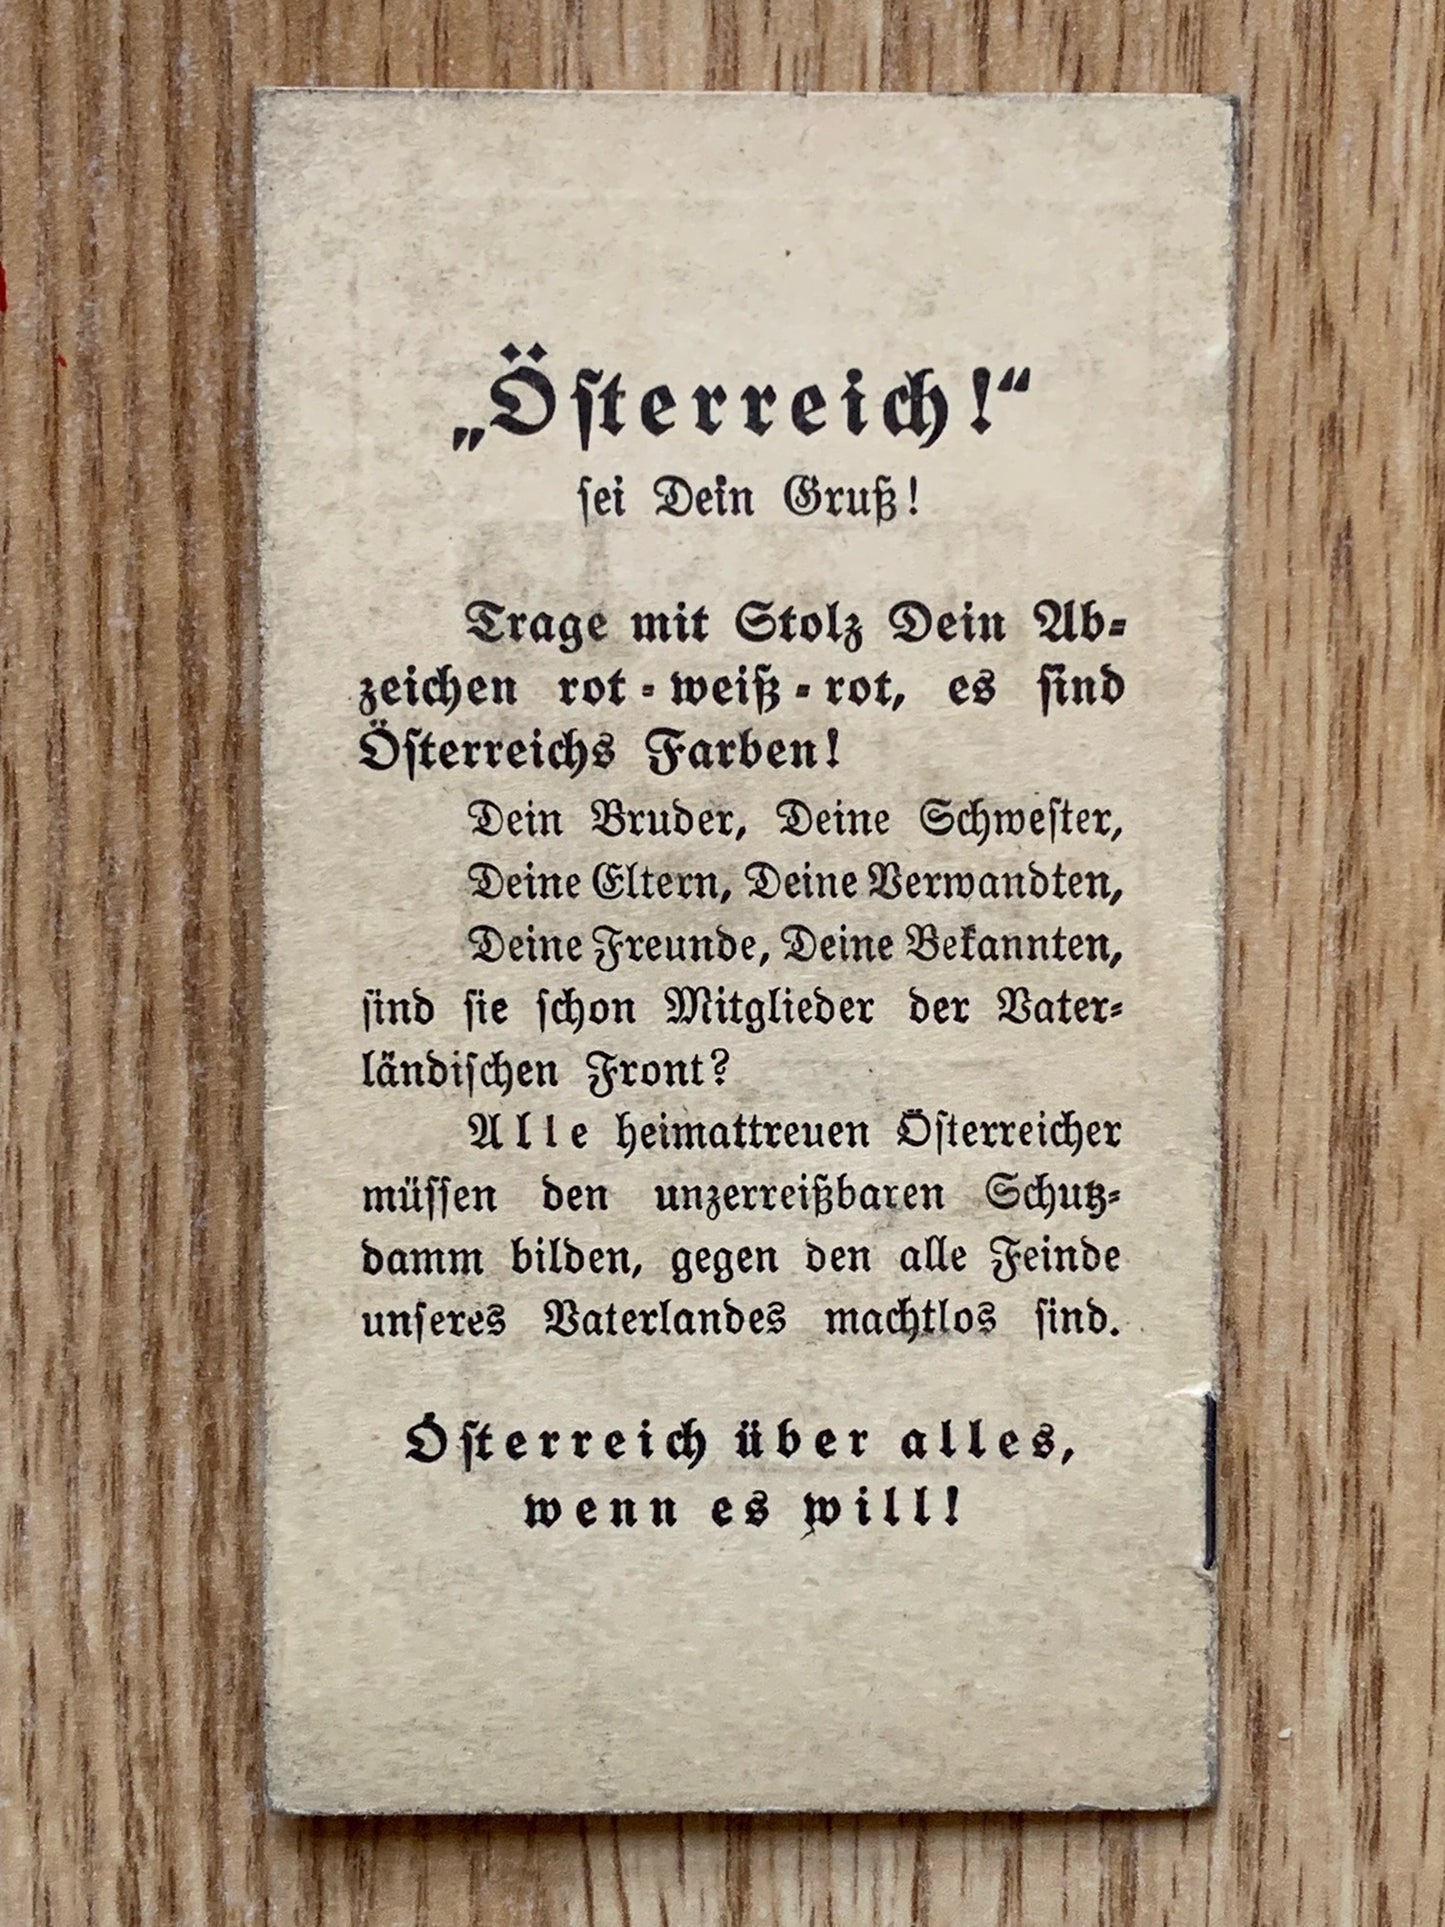 „Österreich!“
sei Dein Gruß!
Trage mit Stolz Dein Ab-
zeichen rot-weiß-rot, es sind
Österreichs Farben!
Dein Bruder, Deine Schwester,
Deine Eltern, Deine Verwandten,
Deine Freunde, Deine Bekannten,
sind sie schon Mitglieder der Vater-
ländischen Front?
Alle heimattreuen Österreicher
müssen den unzerreißbaren Schutz-
damm bilden, gegen den alle Feinde
unseres Vaterlandes machtlos sind.
Österreich über alles,
wenn es will!